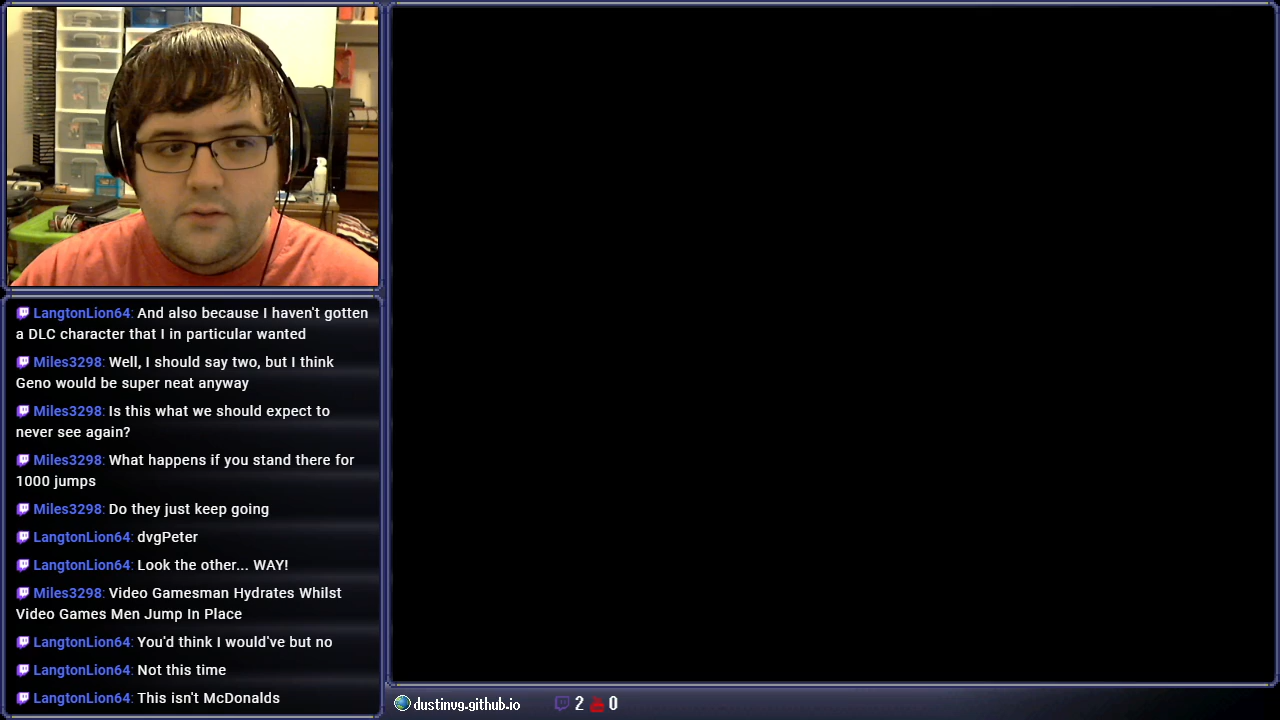 LangtonLion64: And also because I haven't gotten
a DLC character that I in particular wanted
Miles3298: Well, I should say two, but I think
Geno would be super neat anyway
Miles3298: Is this what we should expect to
never see again?
Miles3298: What happens if you stand there for
1000 jumps
Miles3298: Do they just keep going
LangtonLion64: dvgPeter
LangtonLion64: Look the other... WAY!
Miles3298: Video Gamesman Hydrates Whilst
Video Games Men Jump In Place
LangtonLion64: You'd think I would've but no
LangtonLion64: Not this time
LangtonLion64: This isn't McDonalds
dustinvg.github.io 2 0